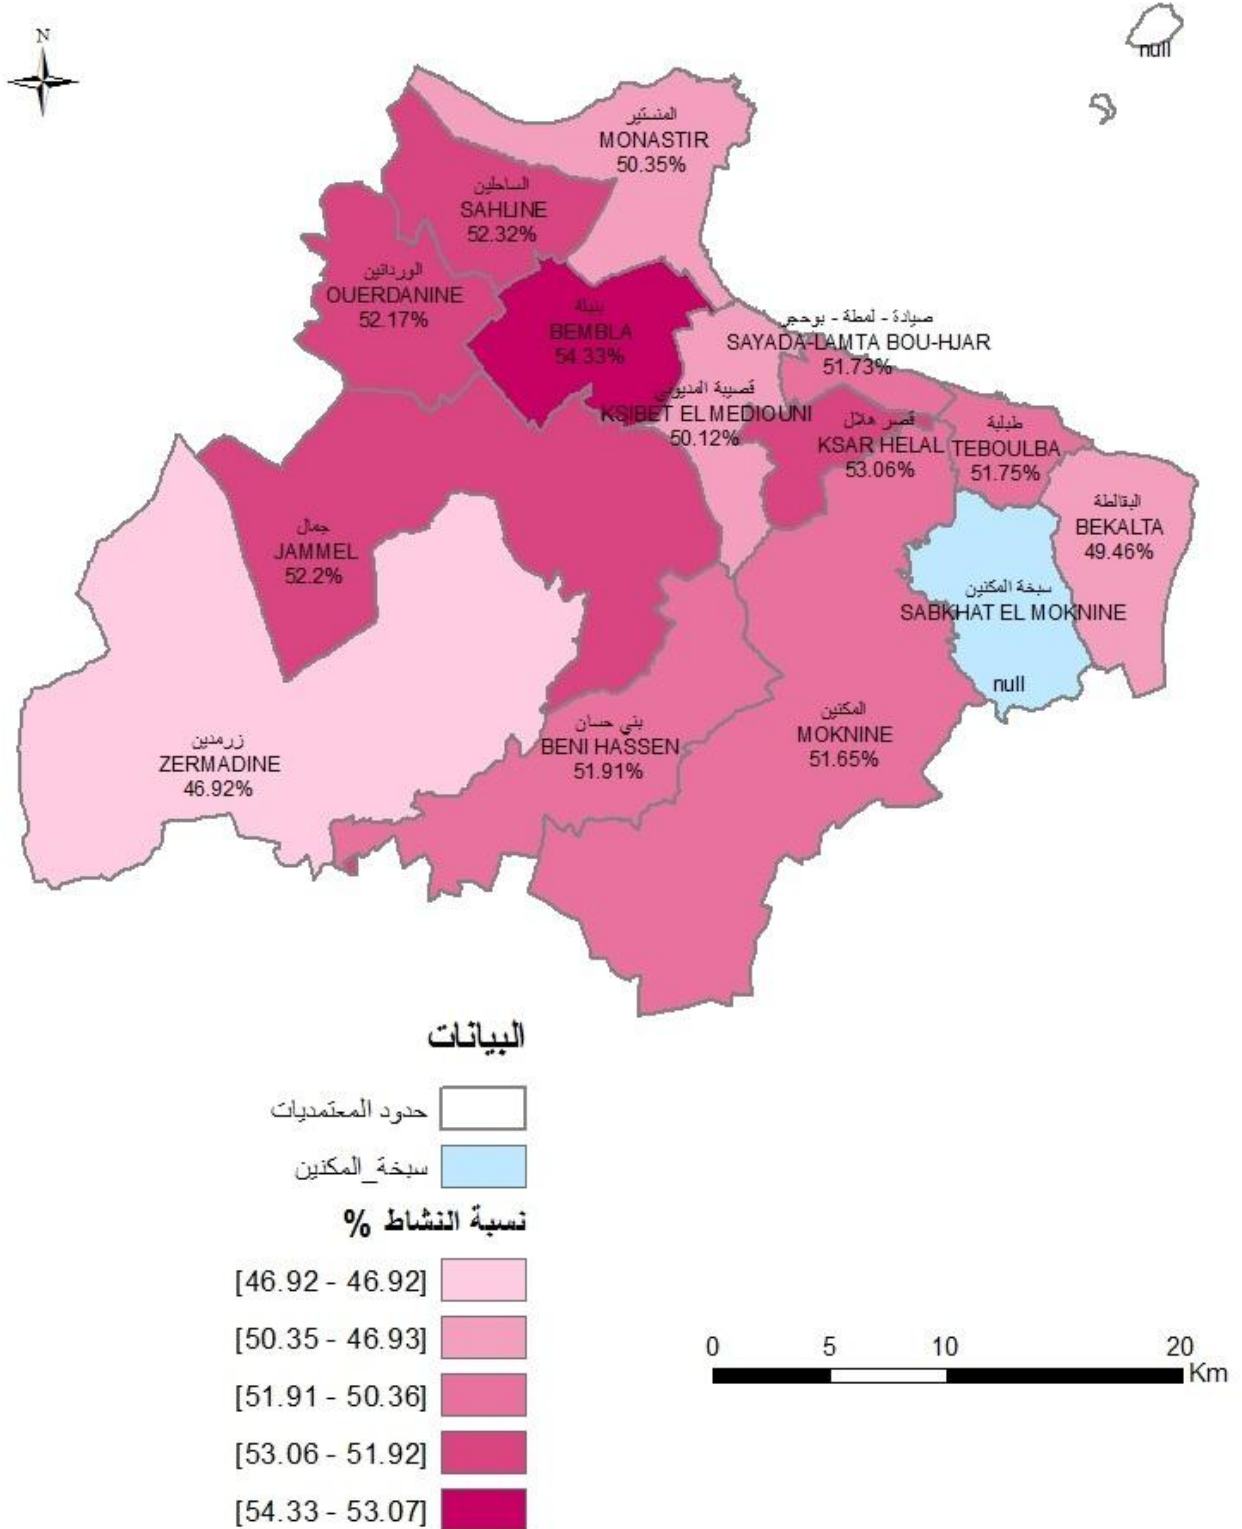 N
null
المنستير
MONASTIR
50.35%
الساحلين
SAHLINE
52.32%
الوردانين
OUERDANINE
52.17%
بنبلة
BEMBLA
54.33%
صيادة - لمطة - بوحجر
SAYADA-LAMTA BOU-HJAR
51.73%
قصيبة المديوني
KSIBET EL MEDIOUNI
50.12%
قصر هلال
KSAR HELAL
53.06%
طبلبة
TEBOULBA
51.75%
البقالطة
BEKALTA
49.46%
جمال
JAMMEL
52.2%
سبخة المكنين
SABKHAT EL MOKNINE
null
المكنين
MOKNINE
51.65%
بني حسان
BENI HASSEN
51.91%
زرمدين
ZERMADINE
46.92%
البيانات
حدود المعتمديات
سبخة_المكنين
نسبة النشاط %
[46.92 - 46.92]
[50.35 - 46.93]
[51.91 - 50.36]
[53.06 - 51.92]
[54.33 - 53.07]
0 5 10 20
Km